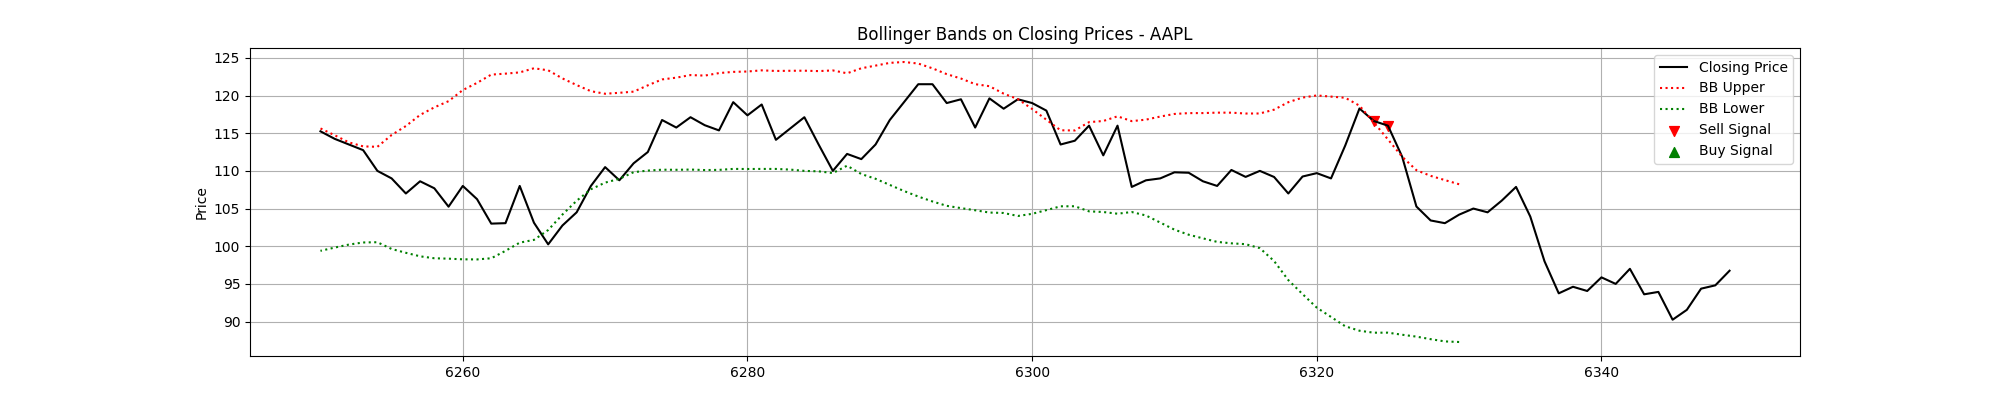 Bollinger Bands on Closing Prices - AAPL
125
120
115
110
105
100
95
90
Price
6260
6280
6300
6320
6340
Closing Price
BB Upper
BB Lower
Sell Signal
Buy Signal